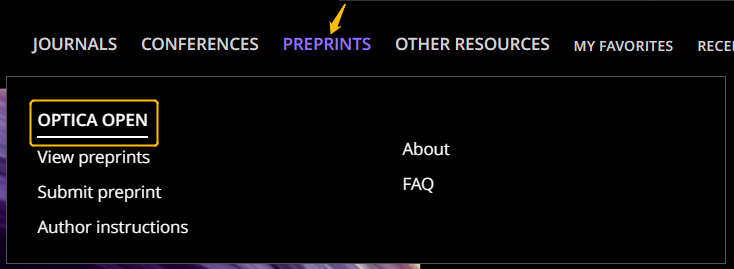 JOURNALS CONFERENCES PREPRINTS OTHER RESOURCES MY FAVORITES
OPTICA OPEN
View preprints
Submit preprint
Author instructions
About
FAQ